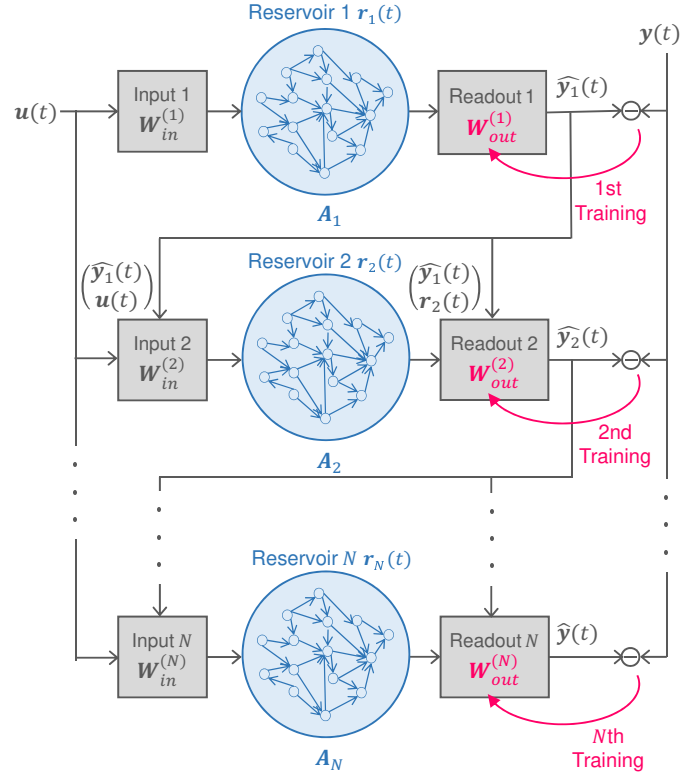 Reservoir 1 r₁(t)
y(t)
u(t)
Input 1
W_in^(1)
Readout 1
W_out^(1)
ŷ₁(t)
1st
Training
A₁
Reservoir 2 r₂(t)
(ŷ₁(t)
u(t))
(ŷ₁(t)
r₂(t))
Input 2
W_in^(2)
Readout 2
W_out^(2)
ŷ₂(t)
2nd
Training
A₂
Reservoir N r_N(t)
Input N
W_in^(N)
Readout N
W_out^(N)
ŷ(t)
Nth
Training
A_N